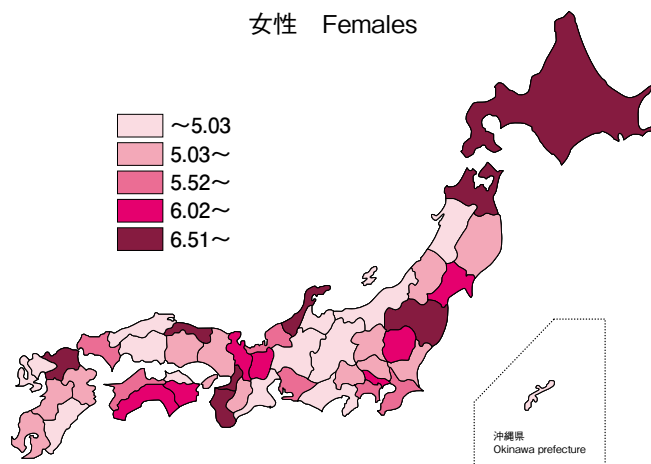 女性 Females
～5.03
5.03～
5.52～
6.02～
6.51～
沖縄県
Okinawa prefecture